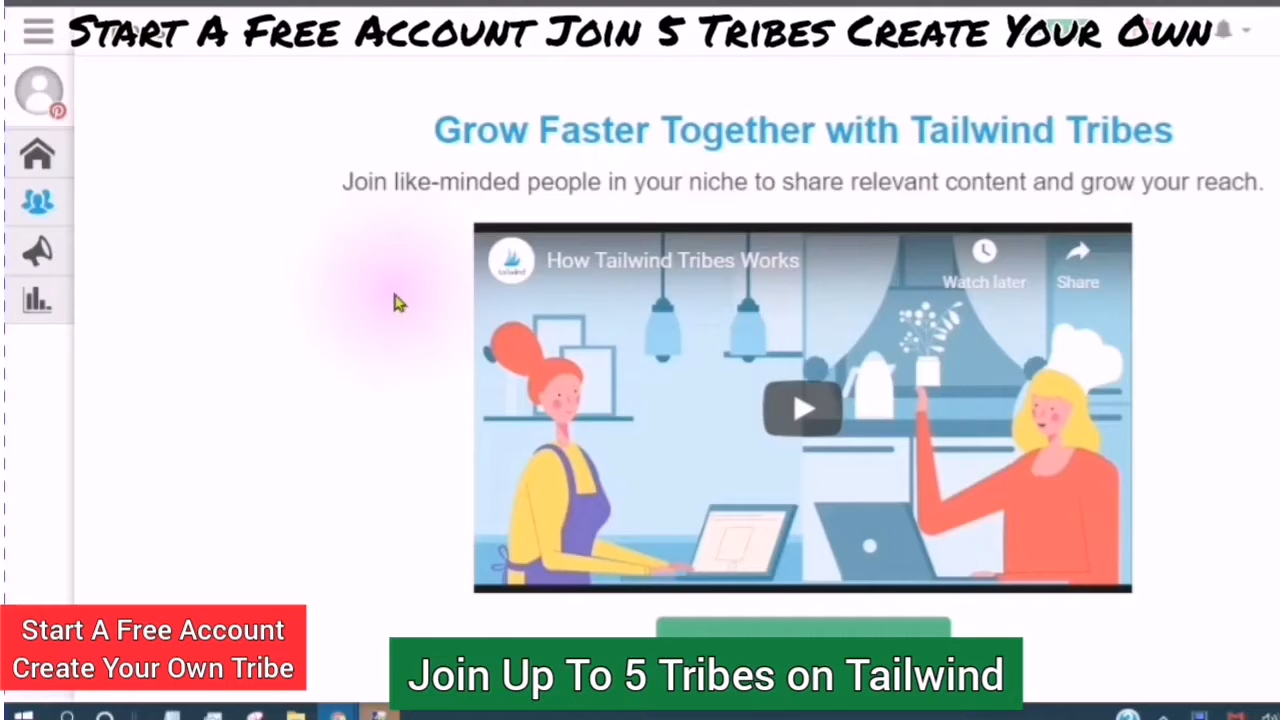 Start A Free Account Join 5 Tribes Create Your Own
Grow Faster Together with Tailwind Tribes
Join like-minded people in your niche to share relevant content and grow your reach.
tailwind
How Tailwind Tribes Works
Watch later
Share
Start A Free Account
Create Your Own Tribe
Join Up To 5 Tribes on Tailwind